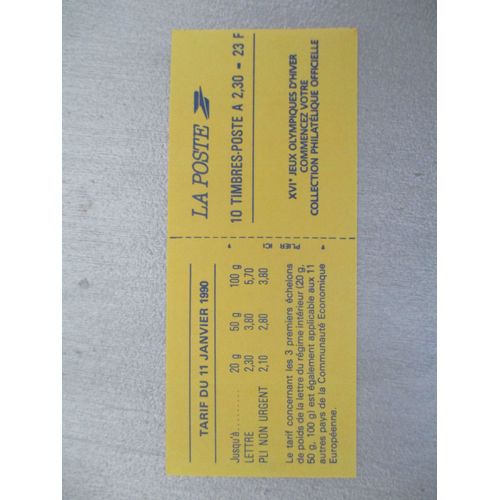 TARIF DU 11 JANVIER 1990
Jusqu'à ........ 20 g 50 g 100 g
LETTRE 2,30 3,80 5,70
PLI NON URGENT 2,10 2,80 3,80
Le tarif concernant les 3 premiers échelons
de poids de la lettre du régime intérieur (20 g,
50 g, 100 g) est également applicable aux 11
autres pays de la Communauté Economique
Européenne.
PLIER ICI
LA POSTE
10 TIMBRES-POSTE A 2,30 = 23 F
XVIᵉ JEUX OLYMPIQUES D'HIVER
COMMENCEZ VOTRE
COLLECTION PHILATÉLIQUE OFFICIELLE